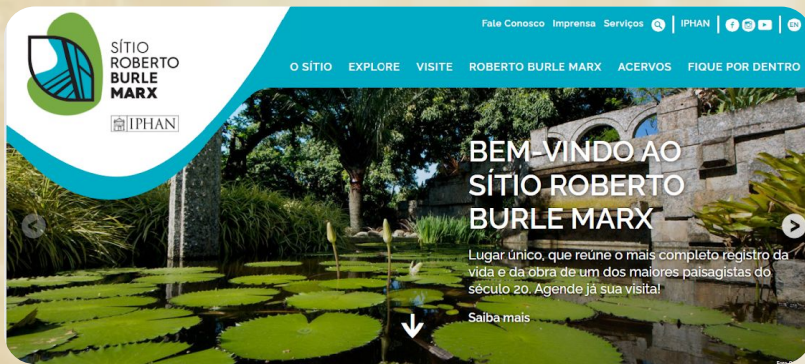 Fale Conosco Imprensa Serviços IPHAN EN
SÍTIO
ROBERTO
BURLE
MARX
IPHAN
O SÍTIO EXPLORE VISITE ROBERTO BURLE MARX ACERVOS FIQUE POR DENTRO
BEM-VINDO AO
SÍTIO ROBERTO
BURLE MARX
Lugar único, que reúne o mais completo registro da
vida e da obra de um dos maiores paisagistas do
século 20. Agende já sua visita!
Saiba mais